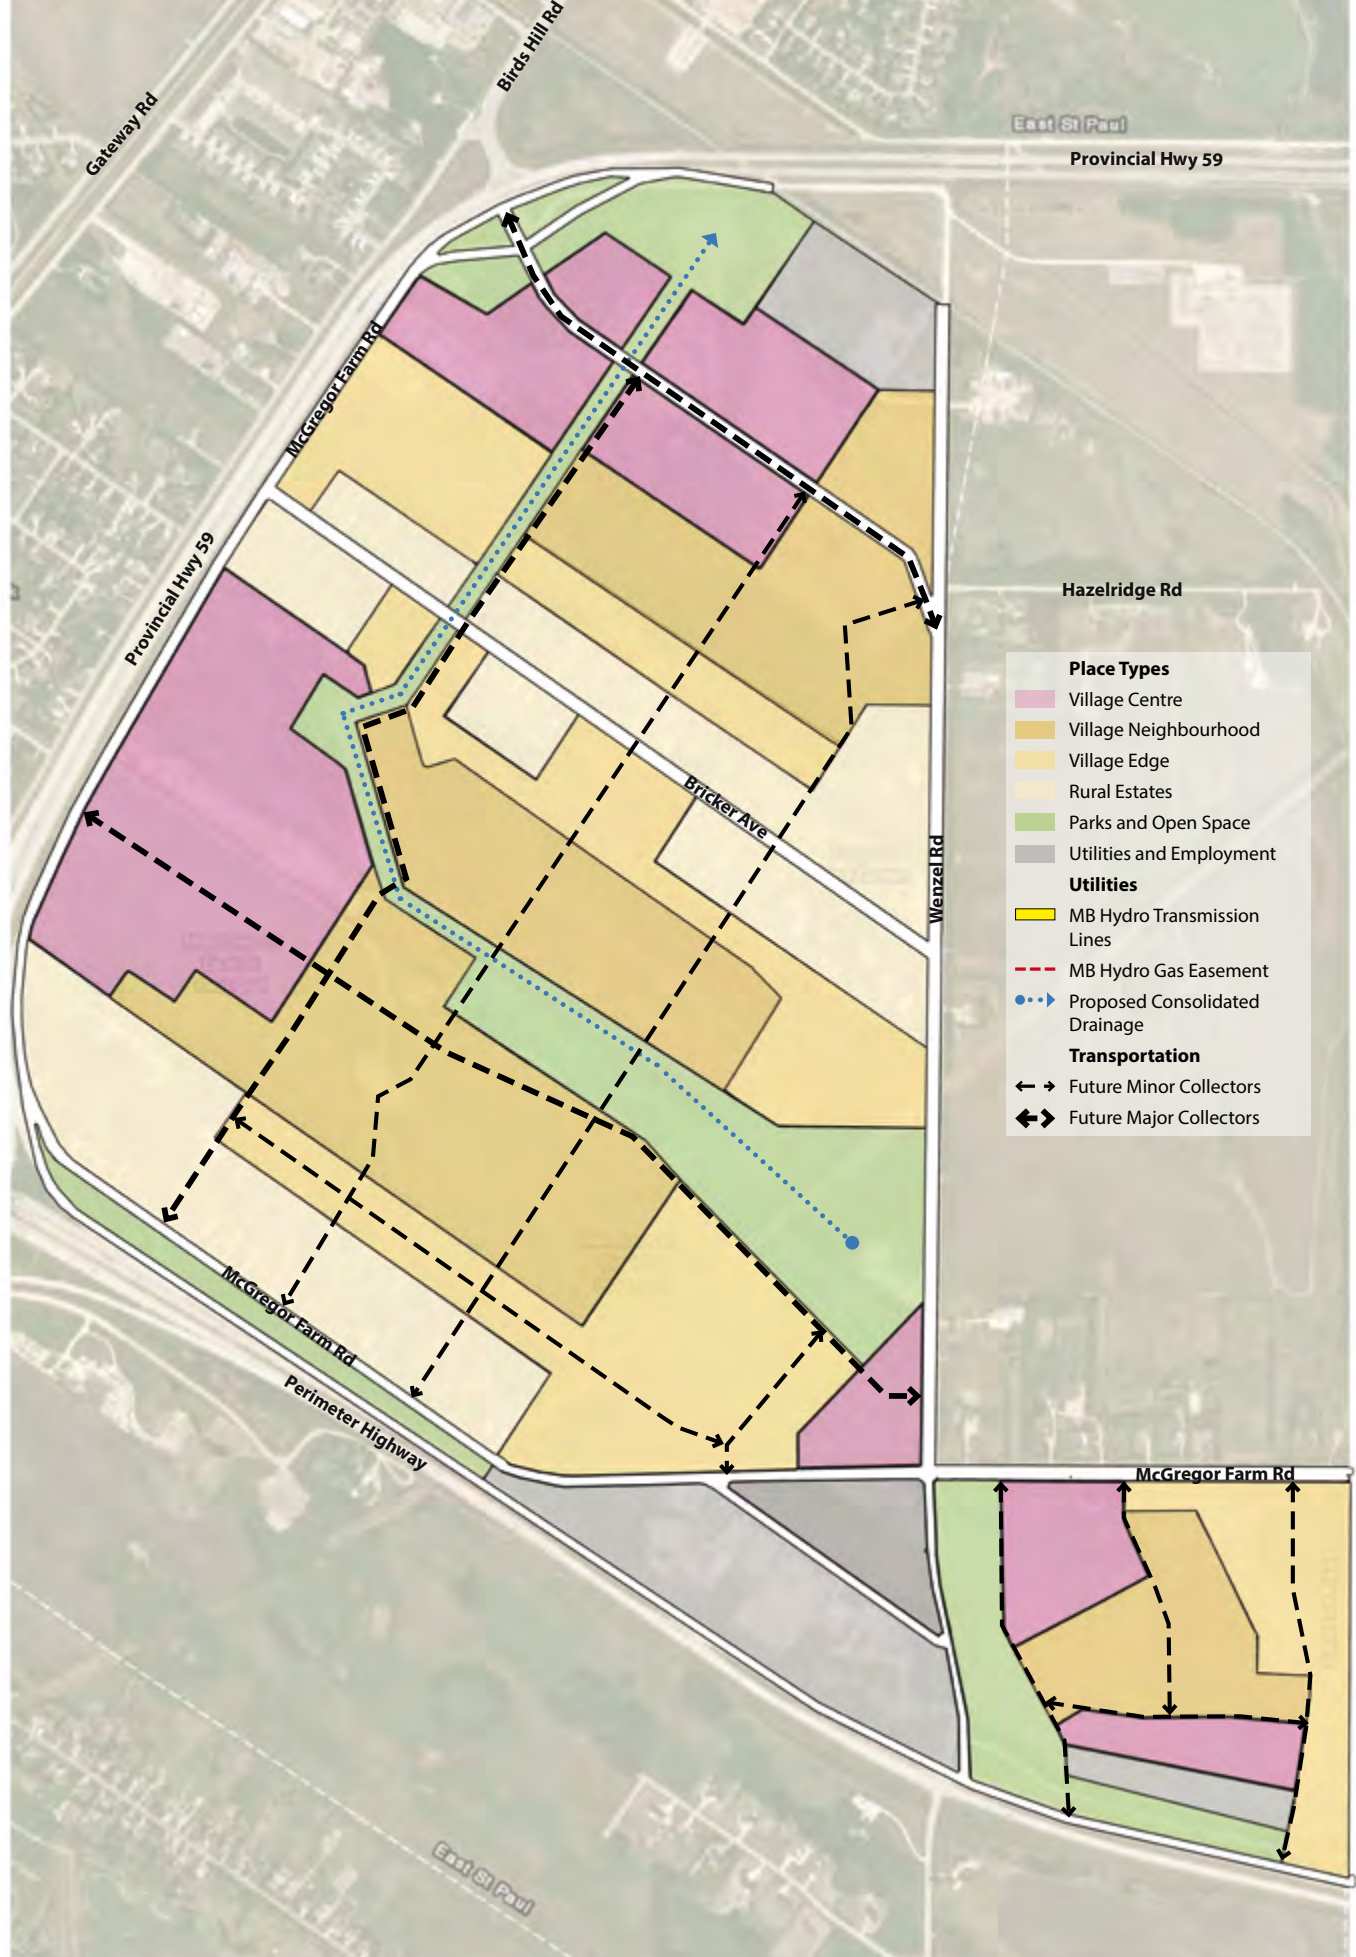 Birds Hill Rd
Gateway Rd
East St Paul
Provincial Hwy 59
McGregor Farm Rd
Provincial Hwy 59
Hazelridge Rd
Place Types
Village Centre
Village Neighbourhood
Village Edge
Rural Estates
Parks and Open Space
Utilities and Employment
Utilities
MB Hydro Transmission
Lines
MB Hydro Gas Easement
Proposed Consolidated
Drainage
Transportation
Future Minor Collectors
Future Major Collectors
Bricker Ave
Wenzel Rd
McGregor Farm Rd
Perimeter Highway
McGregor Farm Rd
East St Paul